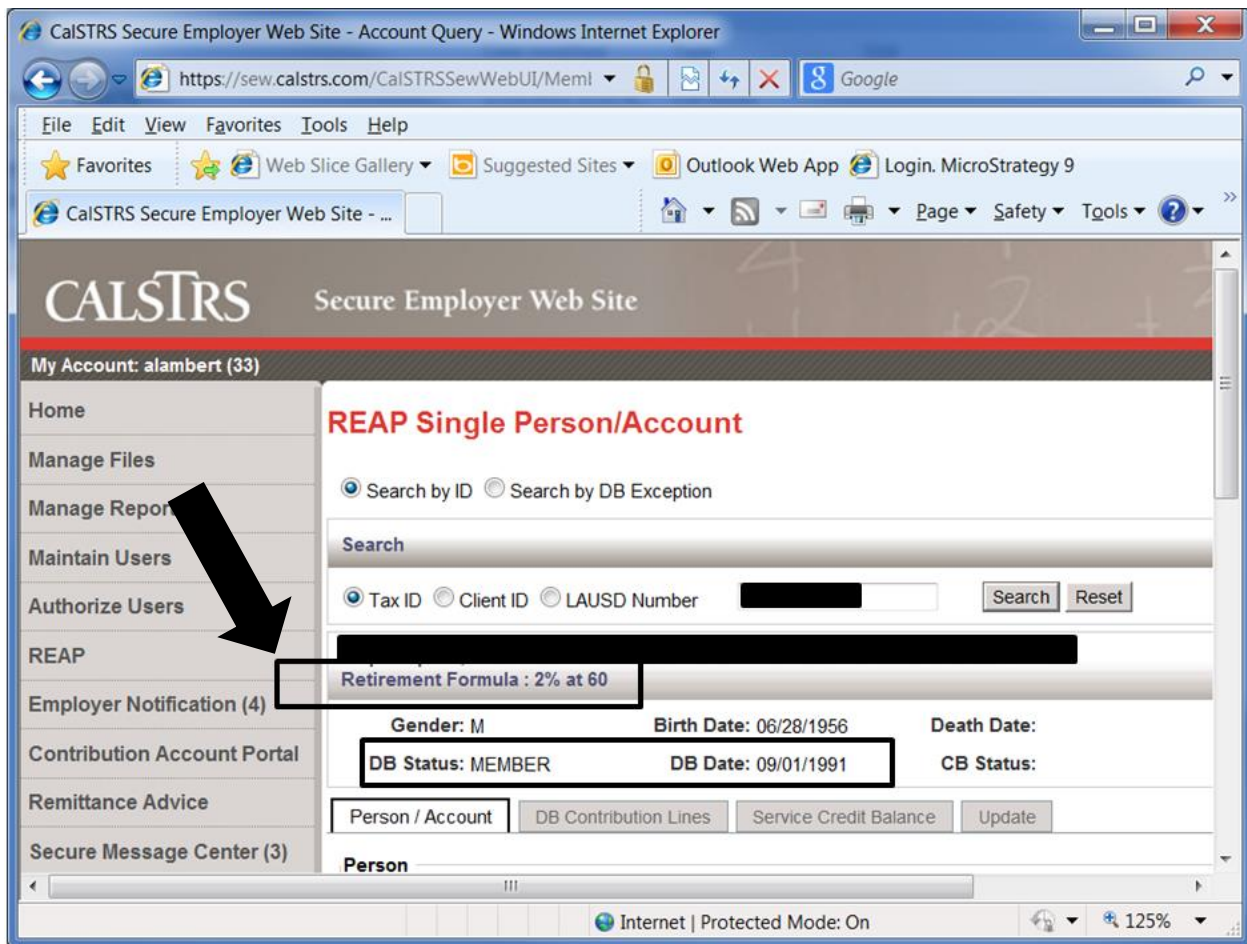 CalSTRS Secure Employer Web Site - Account Query - Windows Internet Explorer
https://sew.calstrs.com/CalSTRSSewWebUI/Meml
Google
File Edit View Favorites Tools Help
Favorites Web Slice Gallery Suggested Sites Outlook Web App Login. MicroStrategy 9
CalSTRS Secure Employer Web Site - ... Page Safety Tools
CALSTRS Secure Employer Web Site
My Account: alambert (33)
Home
Manage Files
Manage Repor
Maintain Users
Authorize Users
REAP
Employer Notification (4)
Contribution Account Portal
Remittance Advice
Secure Message Center (3)
REAP Single Person/Account
Search by ID Search by DB Exception
Search
Tax ID Client ID LAUSD Number Search Reset
Retirement Formula : 2% at 60
Gender: M Birth Date: 06/28/1956 Death Date:
DB Status: MEMBER DB Date: 09/01/1991 CB Status:
Person / Account DB Contribution Lines Service Credit Balance Update
Person
Internet | Protected Mode: On 125%